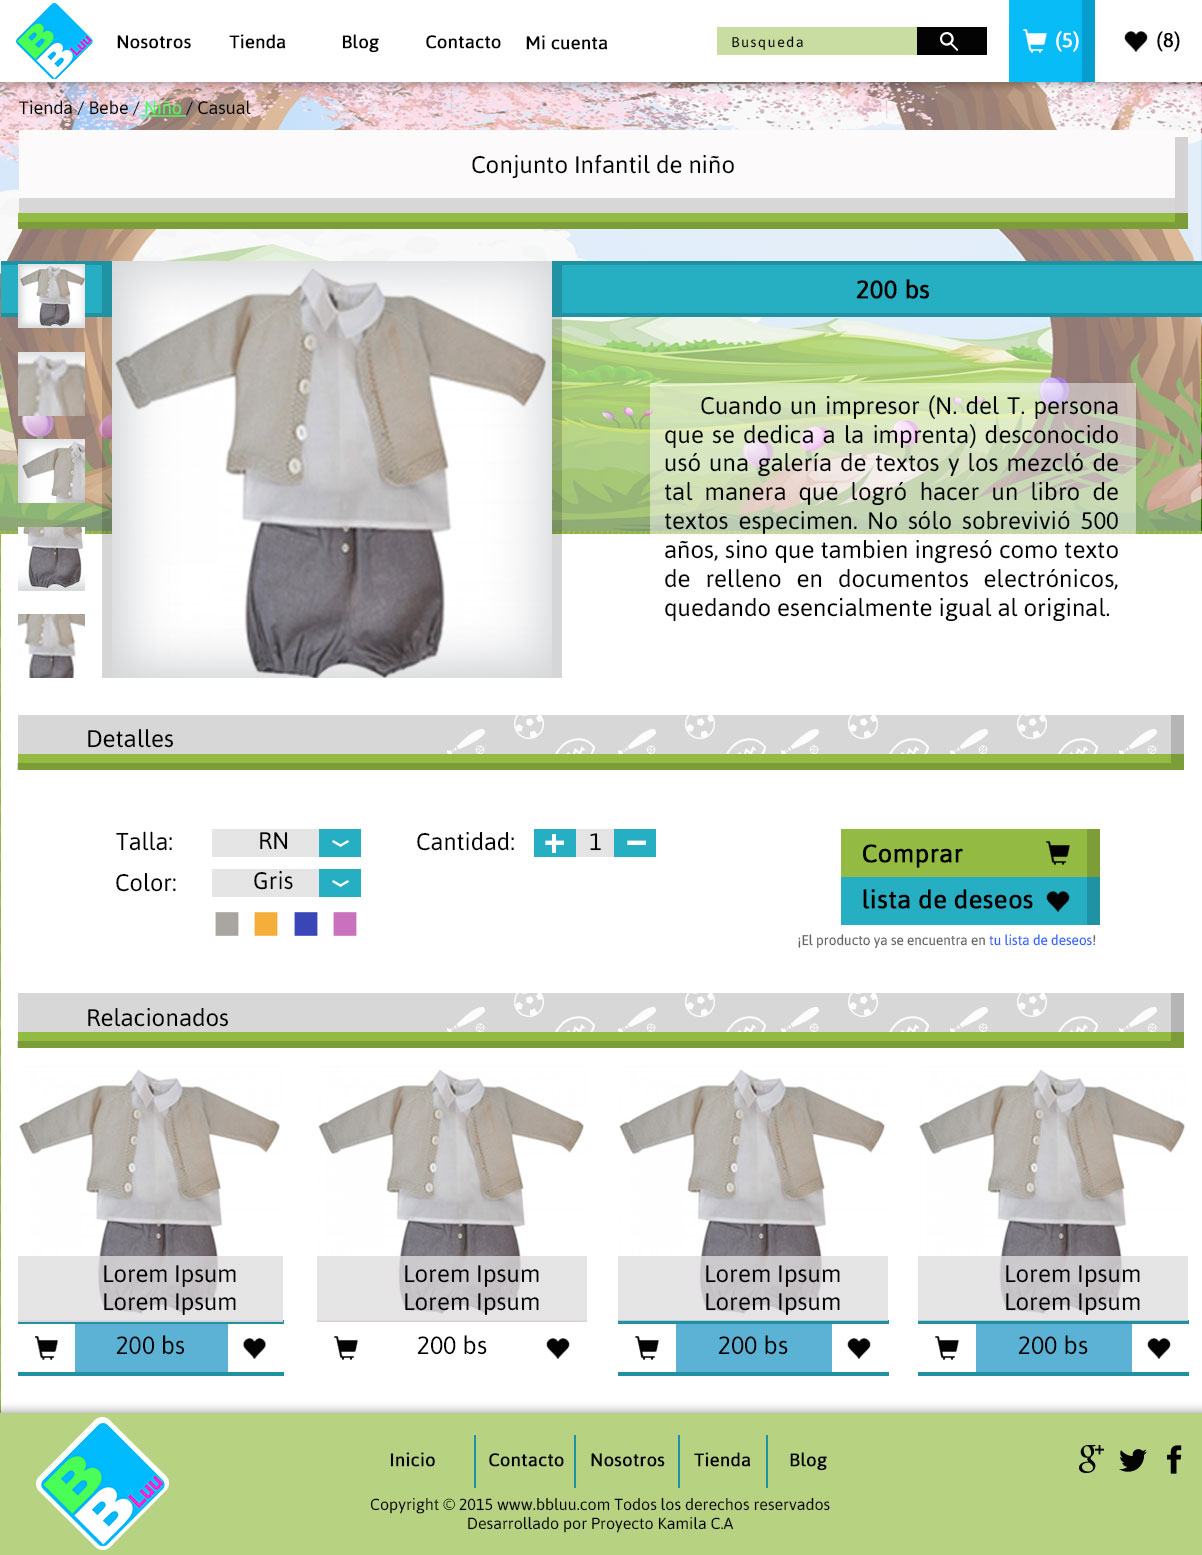 BBLuu
Nosotros Tienda Blog Contacto Mi cuenta
Busqueda
(5)
(8)
Tienda / Bebe / Niño / Casual
Conjunto Infantil de niño
200 bs
Cuando un impresor (N. del T. persona
que se dedica a la imprenta) desconocido
usó una galería de textos y los mezcló de
tal manera que logró hacer un libro de
textos especimen. No sólo sobrevivió 500
años, sino que tambien ingresó como texto
de relleno en documentos electrónicos,
quedando esencialmente igual al original.
Detalles
Talla: RN
Cantidad: + 1 −
Color: Gris
Comprar
lista de deseos
¡El producto ya se encuentra en tu lista de deseos!
Relacionados
Lorem Ipsum
Lorem Ipsum
200 bs
Lorem Ipsum
Lorem Ipsum
200 bs
Lorem Ipsum
Lorem Ipsum
200 bs
Lorem Ipsum
Lorem Ipsum
200 bs
BBLuu
Inicio Contacto Nosotros Tienda Blog
Copyright © 2015 www.bbluu.com Todos los derechos reservados
Desarrollado por Proyecto Kamila C.A